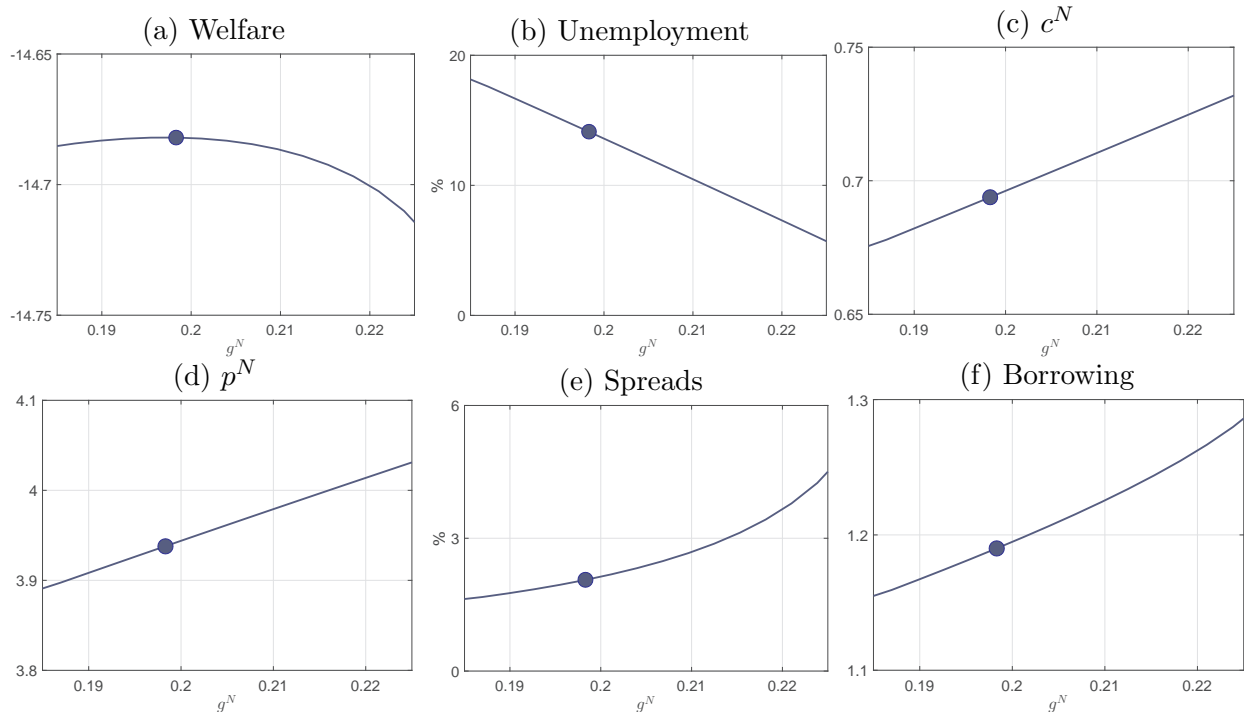 (a) Welfare
-14.65
-14.7
-14.75
0.19 0.2 0.21 0.22
g^N
(b) Unemployment
20
10
0
%
0.19 0.2 0.21 0.22
g^N
(c) c^N
0.75
0.7
0.65
0.19 0.2 0.21 0.22
g^N
(d) p^N
4.1
4
3.9
3.8
0.19 0.2 0.21 0.22
g^N
(e) Spreads
6
3
0
%
0.19 0.2 0.21 0.22
g^N
(f) Borrowing
1.3
1.2
1.1
0.19 0.2 0.21 0.22
g^N